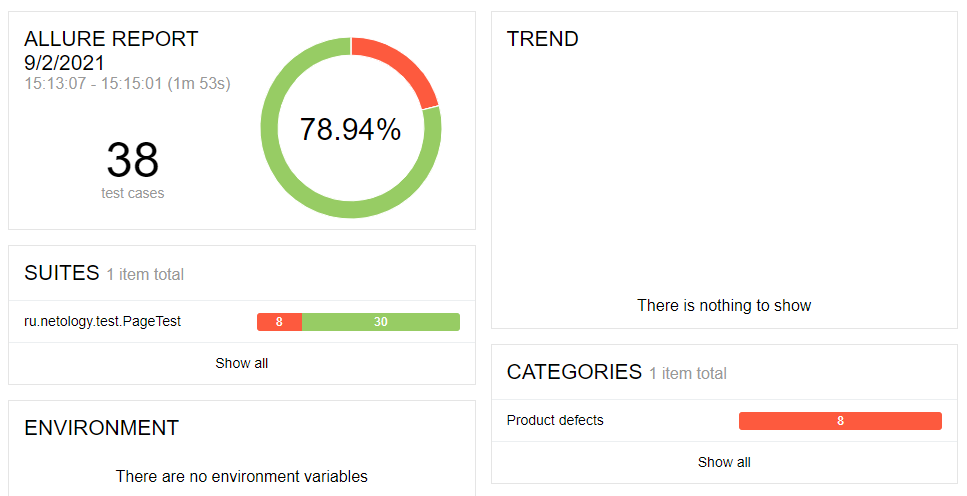 ALLURE REPORT
9/2/2021
15:13:07 - 15:15:01 (1m 53s)
38
test cases
78.94%
SUITES 1 item total
ru.netology.test.PageTest 8 30
Show all
ENVIRONMENT
There are no environment variables
TREND
There is nothing to show
CATEGORIES 1 item total
Product defects 8
Show all